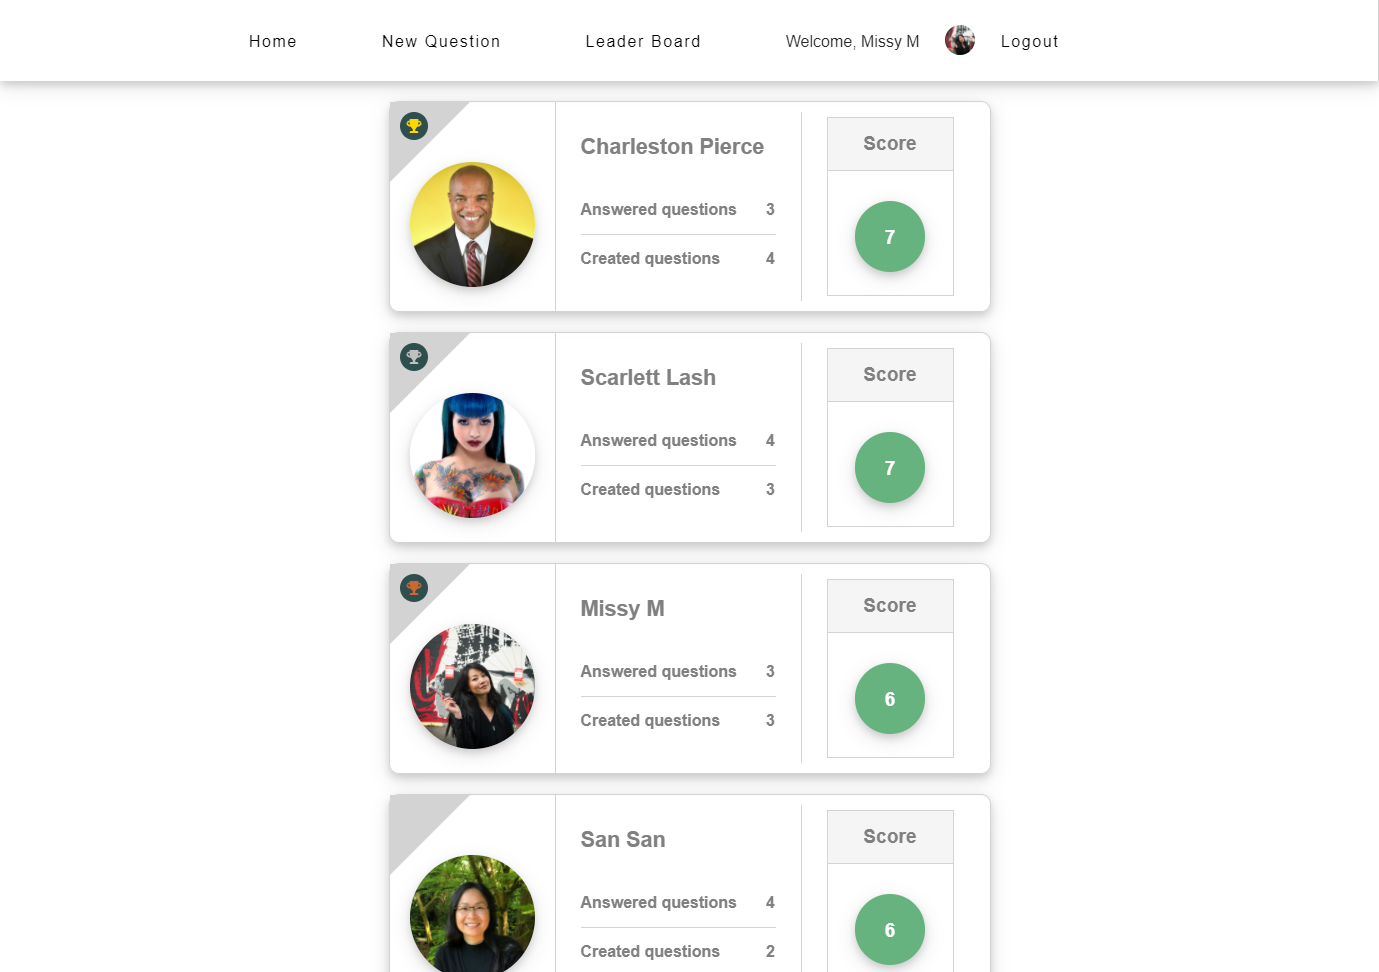 Home New Question Leader Board Welcome, Missy M Logout
Charleston Pierce
Answered questions 3
Created questions 4
Score
7
Scarlett Lash
Answered questions 4
Created questions 3
Score
7
Missy M
Answered questions 3
Created questions 3
Score
6
San San
Answered questions 4
Created questions 2
Score
6